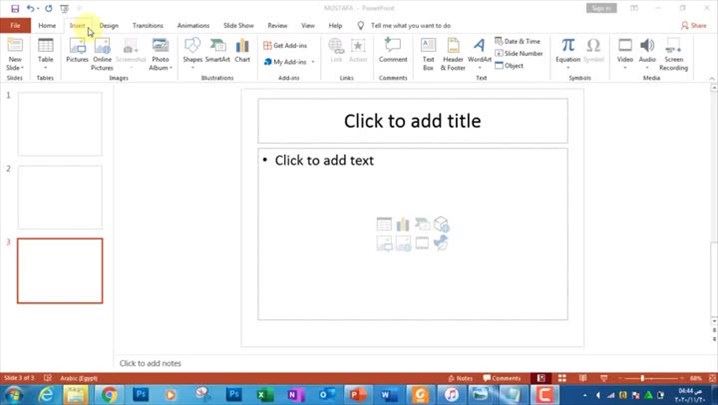 MUSTAFA - PowerPoint
Sign in
File Home Insert Design Transitions Animations Slide Show Review View Help Tell me what you want to do Share
New Slide
Table
Pictures
Online Pictures
Screenshot
Photo Album
Shapes
SmartArt
Chart
Get Add-ins
My Add-ins
Link
Action
Comment
Text Box
Header & Footer
WordArt
Date & Time
Slide Number
Object
Equation
Symbol
Video
Audio
Screen Recording
Slides Tables Images Illustrations Add-ins Links Comments Text Symbols Media
1
2
3
Click to add title
• Click to add text
Click to add notes
Slide 3 of 3 Arabic (Egypt) Notes Comments 68%
04:44 ص
٢٠٢٠/١١/٢٠